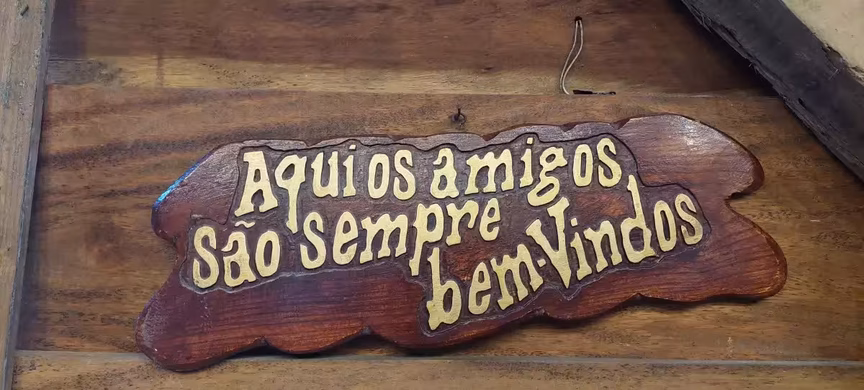 Aqui os amigos
são sempre
bem-Vindos